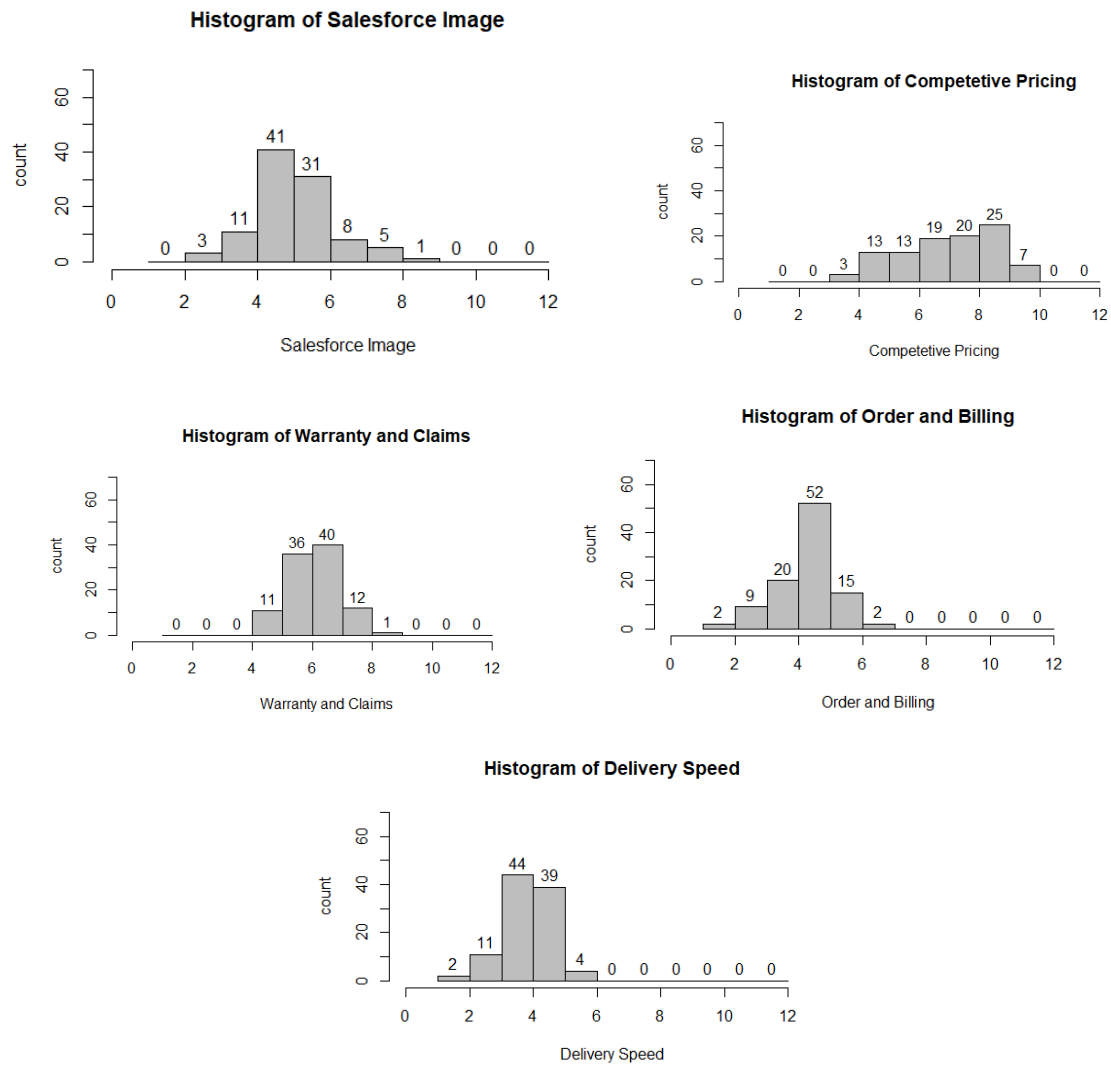 Histogram of Salesforce Image
60
40
20
0
count
0 3 11 41 31 8 5 1 0 0 0
0 2 4 6 8 10 12
Salesforce Image
Histogram of Competetive Pricing
60
40
20
0
count
0 0 3 13 13 19 20 25 7 0 0
0 2 4 6 8 10 12
Competetive Pricing
Histogram of Warranty and Claims
60
40
20
0
count
0 0 0 11 36 40 12 1 0 0 0
0 2 4 6 8 10 12
Warranty and Claims
Histogram of Order and Billing
60
40
20
0
count
2 9 20 52 15 2 0 0 0 0 0
0 2 4 6 8 10 12
Order and Billing
Histogram of Delivery Speed
60
40
20
0
count
2 11 44 39 4 0 0 0 0 0 0
0 2 4 6 8 10 12
Delivery Speed